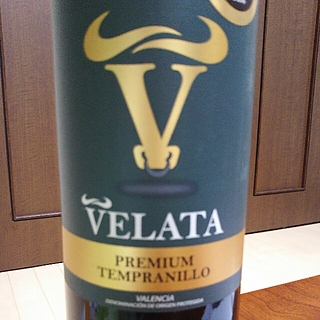 V
VELATA
PREMIUM
TEMPRANILLO
VALENCIA
DENOMINACIÓN DE ORIGEN PROTEGIDA